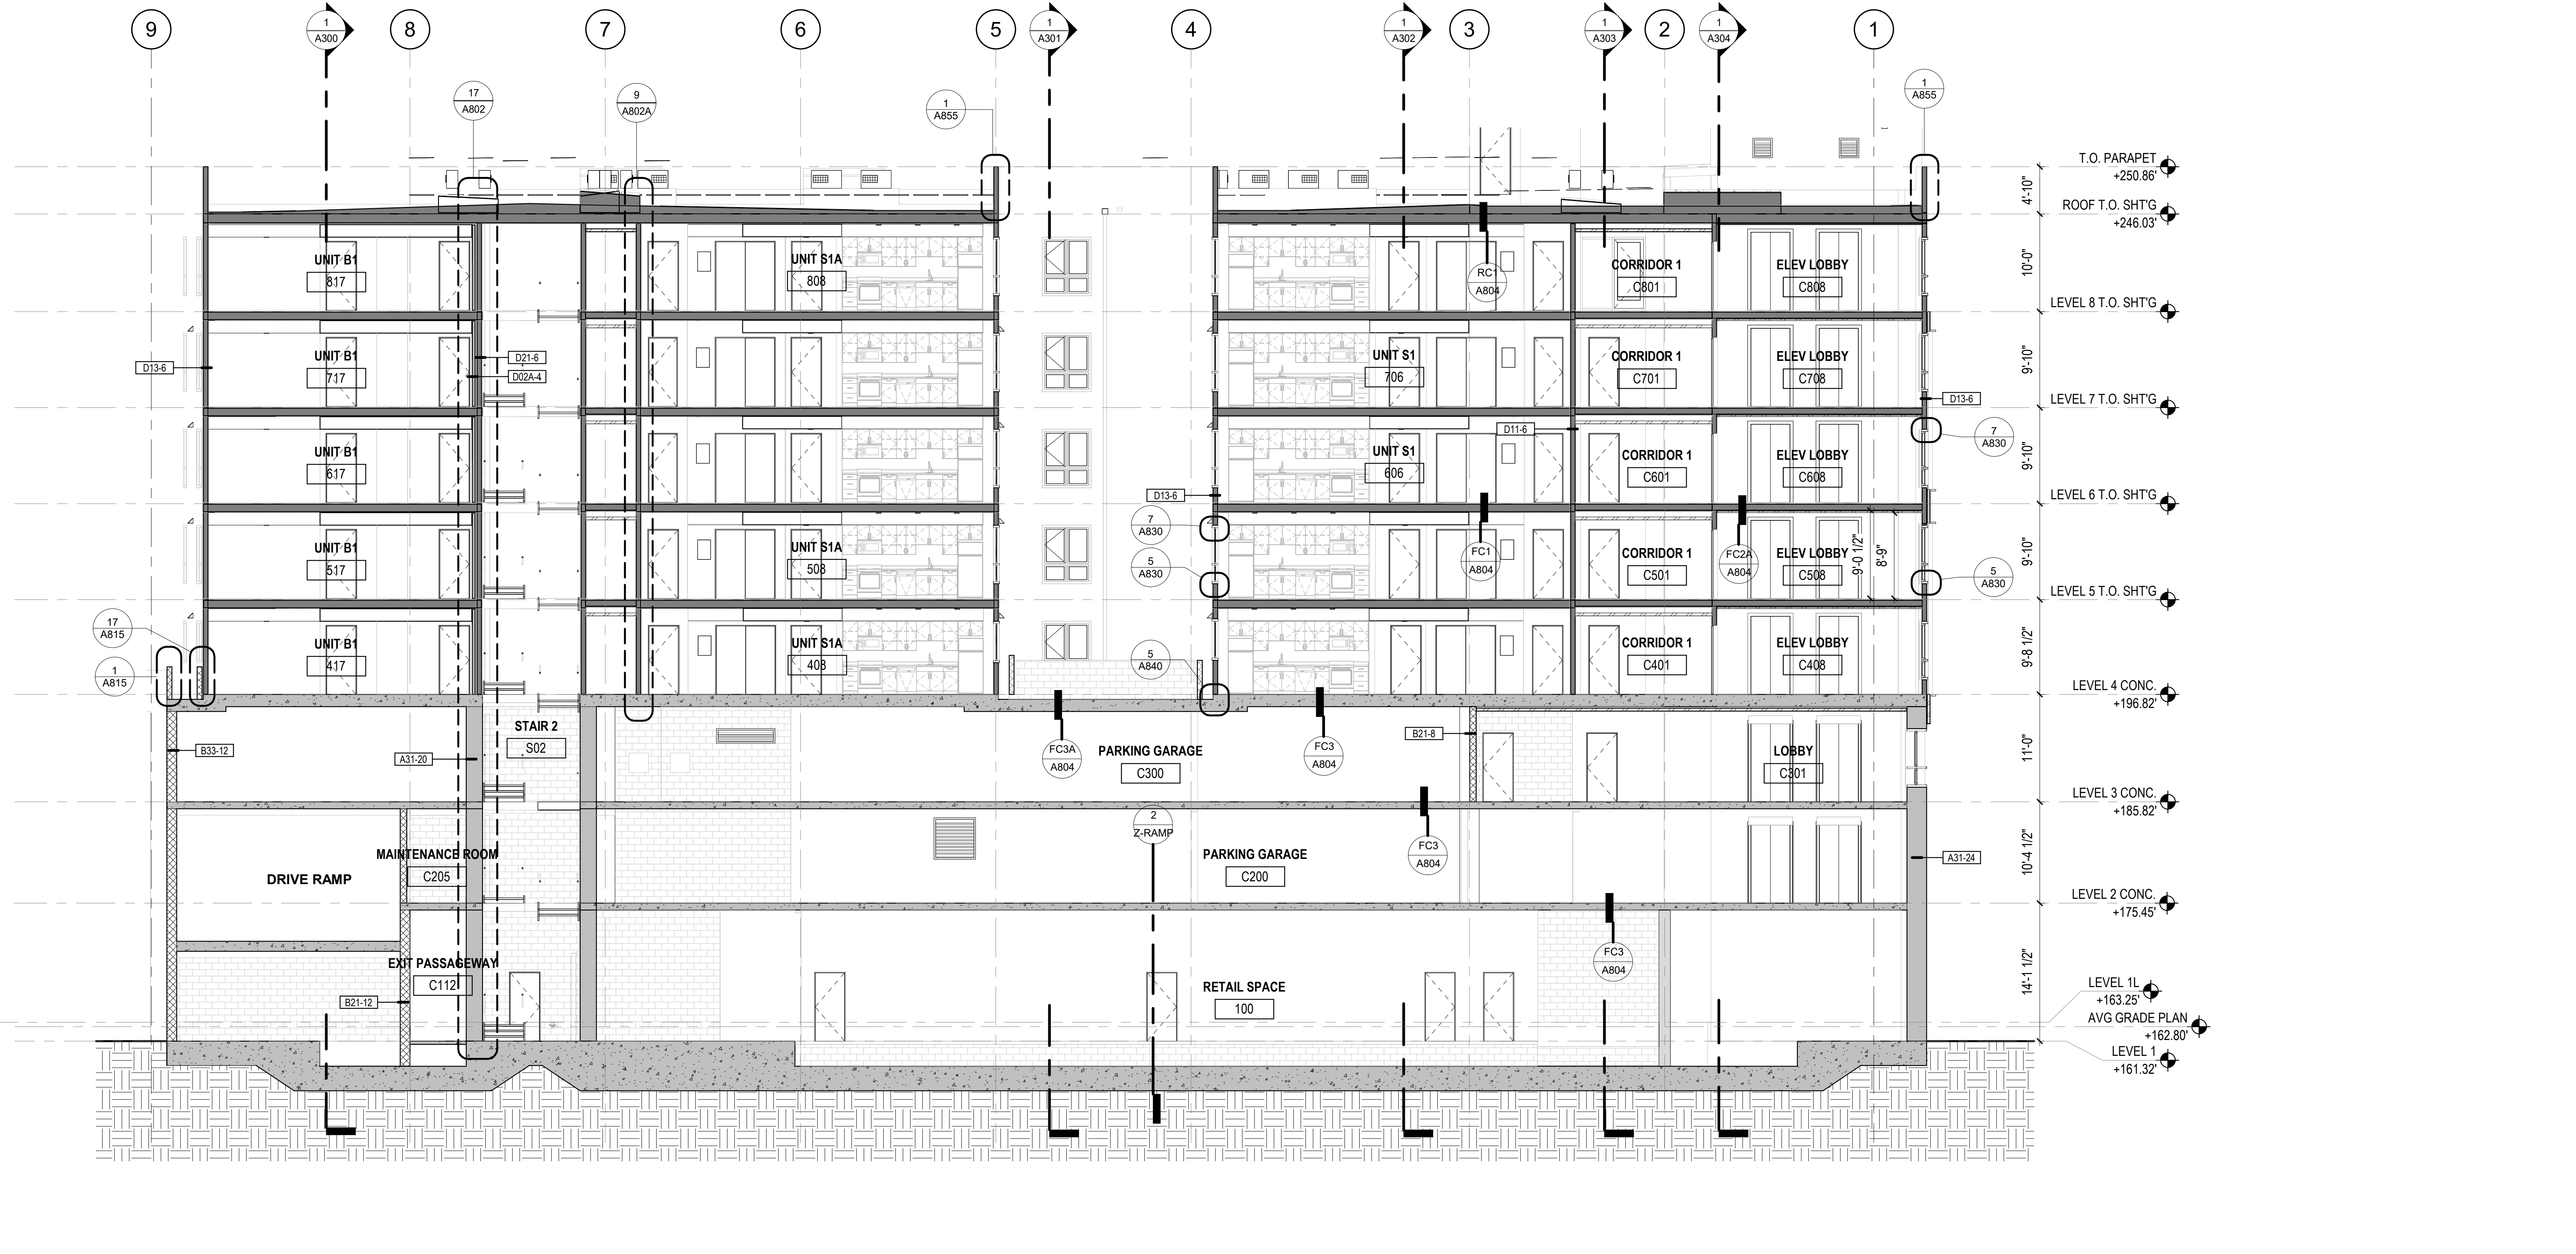 9
1
A300
8
7
6
5
1
A301
4
1
A302
3
1
A303
2
1
A304
1
17
A802
9
A802A
1
A855
1
A855
T.O. PARAPET
+250.86'
4'-10"
ROOF T.O. SHT'G
+246.03'
UNIT B1
817
UNIT S1A
808
RC1
A804
CORRIDOR 1
C801
ELEV LOBBY
C808
10'-0"
LEVEL 8 T.O. SHT'G
D13-6
UNIT B1
717
D21-6
D02A-4
UNIT S1
706
CORRIDOR 1
C701
ELEV LOBBY
C708
D13-6
9'-10"
LEVEL 7 T.O. SHT'G
UNIT B1
617
D11-6
UNIT S1
606
CORRIDOR 1
C601
ELEV LOBBY
C608
7
A830
9'-10"
D13-6
LEVEL 6 T.O. SHT'G
7
A830
5
A830
UNIT B1
517
UNIT S1A
508
FC1
A804
CORRIDOR 1
C501
FC2A
A804
ELEV LOBBY
C508
9'-0 1/2"
8'-9"
5
A830
9'-10"
LEVEL 5 T.O. SHT'G
17
A815
1
A815
UNIT B1
417
UNIT S1A
408
5
A840
CORRIDOR 1
C401
ELEV LOBBY
C408
9'-8 1/2"
LEVEL 4 CONC.
+196.82'
B33-12
A31-20
STAIR 2
S02
FC3A
A804
PARKING GARAGE
C300
FC3
A804
B21-8
LOBBY
C301
11'-0"
LEVEL 3 CONC.
+185.82'
DRIVE RAMP
MAINTENANCE ROOM
C205
2
Z-RAMP
PARKING GARAGE
C200
FC3
A804
A31-24
10'-4 1/2"
LEVEL 2 CONC.
+175.45'
EXIT PASSAGEWAY
C112
B21-12
RETAIL SPACE
100
FC3
A804
14'-1 1/2"
LEVEL 1L
+163.25'
AVG GRADE PLAN
+162.80'
LEVEL 1
+161.32'